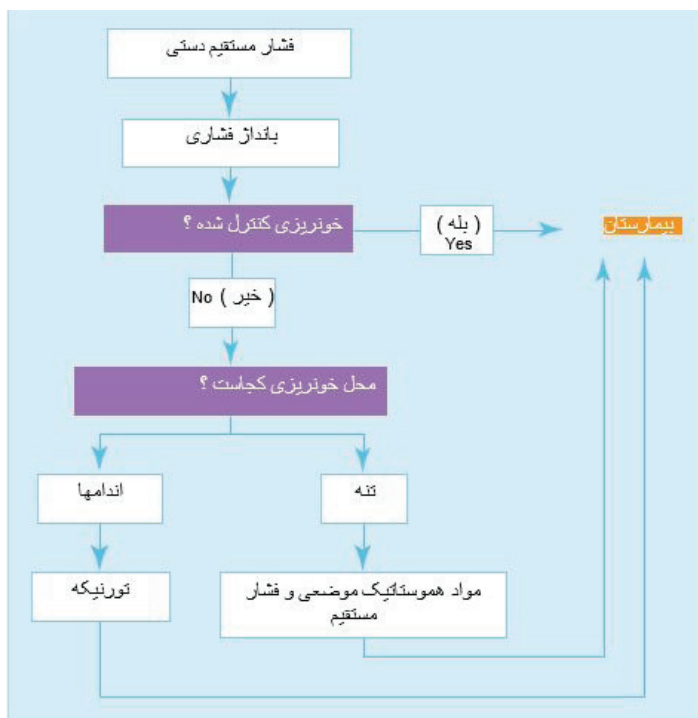 فشار مستقیم دستی
بانداژ فشاری
خونریزی کنترل شده ؟
( بله )
Yes
بیمارستان
( خیر ) No
محل خونریزی کجاست ؟
اندامها
تنه
تورنیکه
مواد هموستاتیک موضعی و فشار
مستقیم